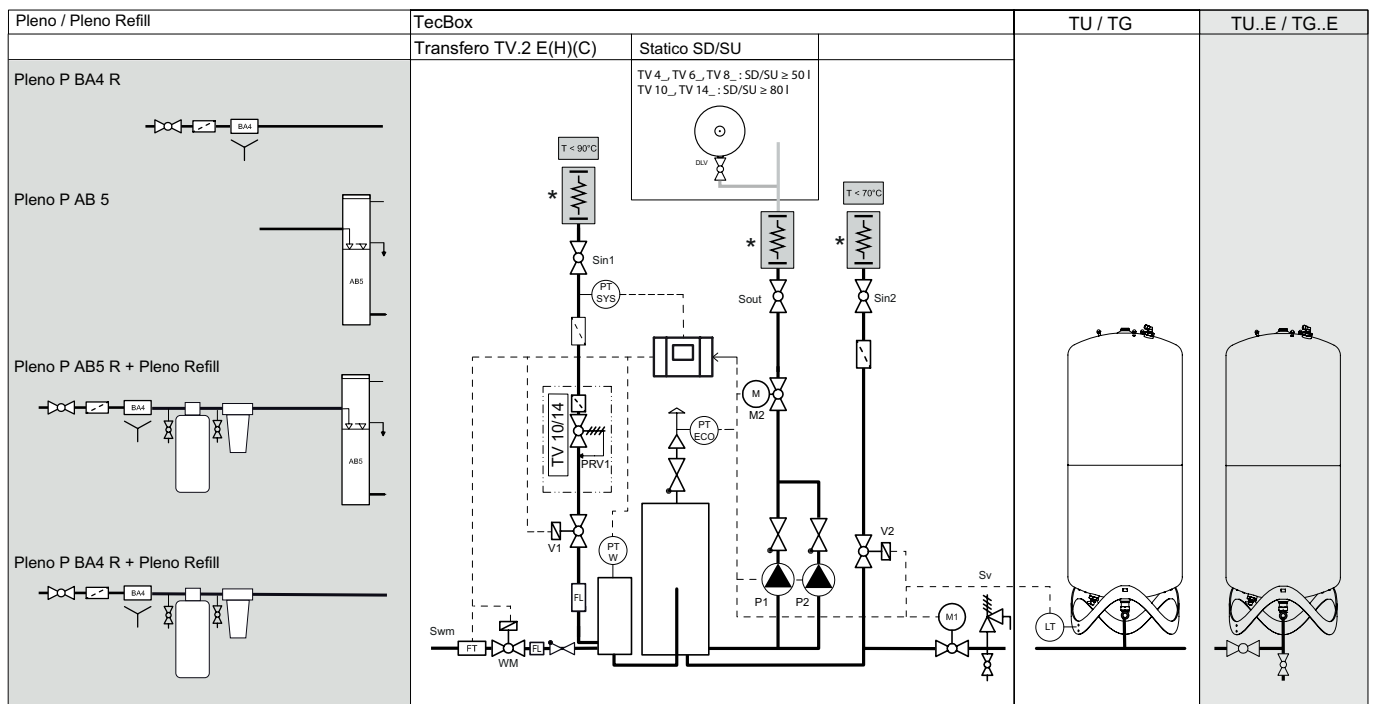 Pleno / Pleno Refill
TecBox
TU / TG
TU..E / TG..E
Transfero TV.2 E(H)(C)
Statico SD/SU
Pleno P BA4 R
BA4
Pleno P AB 5
AB5
Pleno P AB5 R + Pleno Refill
BA4
AB5
Pleno P BA4 R + Pleno Refill
BA4
TV 4_, TV 6_, TV 8_ : SD/SU ≥ 50 l
TV 10_, TV 14_ : SD/SU ≥ 80 l
DLV
T < 90°C
T < 70°C
*
*
*
Sin1
PT
SYS
Sout
Sin2
M
M2
TV 10/14
PRV1
PT
ECO
V1
PT
W
V2
FL
P1
P2
Sv
M1
LT
Swm
FT
WM
FL